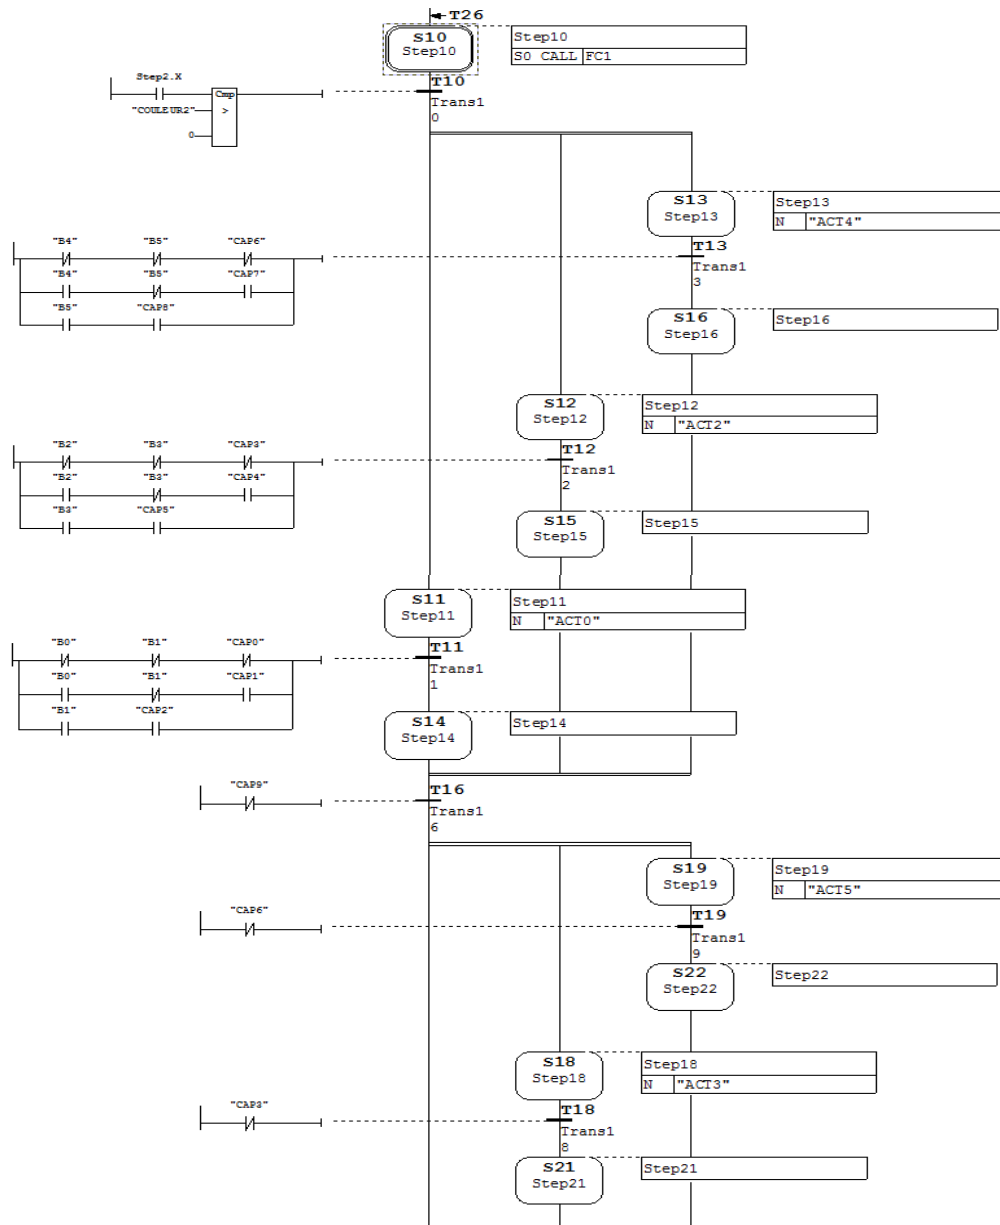 T26
S10
Step10
Step10
S0 CALL FC1
Step2.X
Cmp
"COULEUR2"
>
0
T10
Trans1
0
S13
Step13
Step13
N "ACT4"
T13
Trans1
3
"B4" "B5" "CAP6"
"B4" "B5" "CAP7"
"B5" "CAP8"
S16
Step16
Step16
S12
Step12
Step12
N "ACT2"
T12
Trans1
2
"B2" "B3" "CAP3"
"B2" "B3" "CAP4"
"B3" "CAP5"
S15
Step15
Step15
S11
Step11
Step11
N "ACT0"
T11
Trans1
1
"B0" "B1" "CAP0"
"B0" "B1" "CAP1"
"B1" "CAP2"
S14
Step14
Step14
"CAP9"
T16
Trans1
6
S19
Step19
Step19
N "ACT5"
"CAP6"
T19
Trans1
9
S22
Step22
Step22
S18
Step18
Step18
N "ACT3"
"CAP3"
T18
Trans1
8
S21
Step21
Step21